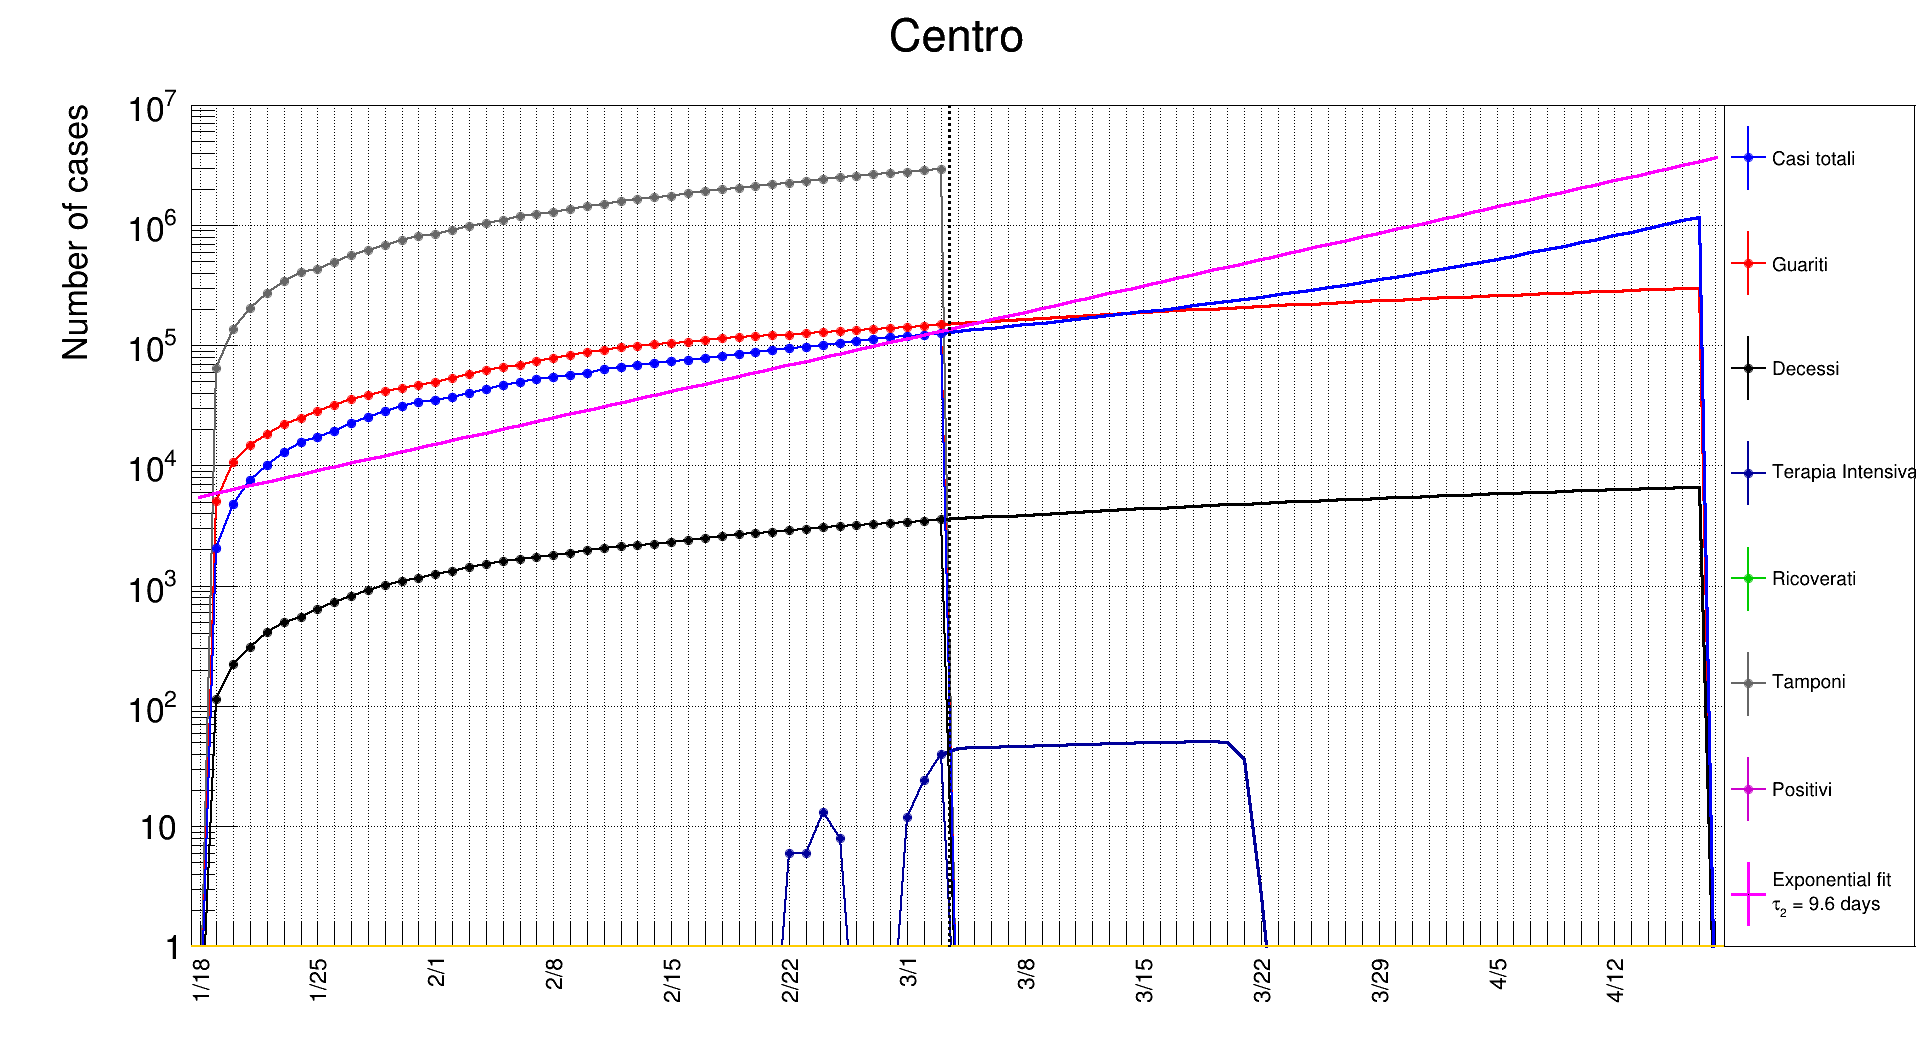 Centro
Number of cases
10^7
10^6
10^5
10^4
10^3
10^2
10
1
1/18
1/25
2/1
2/8
2/15
2/22
3/1
3/8
3/15
3/22
3/29
4/5
4/12
Casi totali
Guariti
Decessi
Terapia Intensiva
Ricoverati
Tamponi
Positivi
Exponential fit
τ_2 = 9.6 days